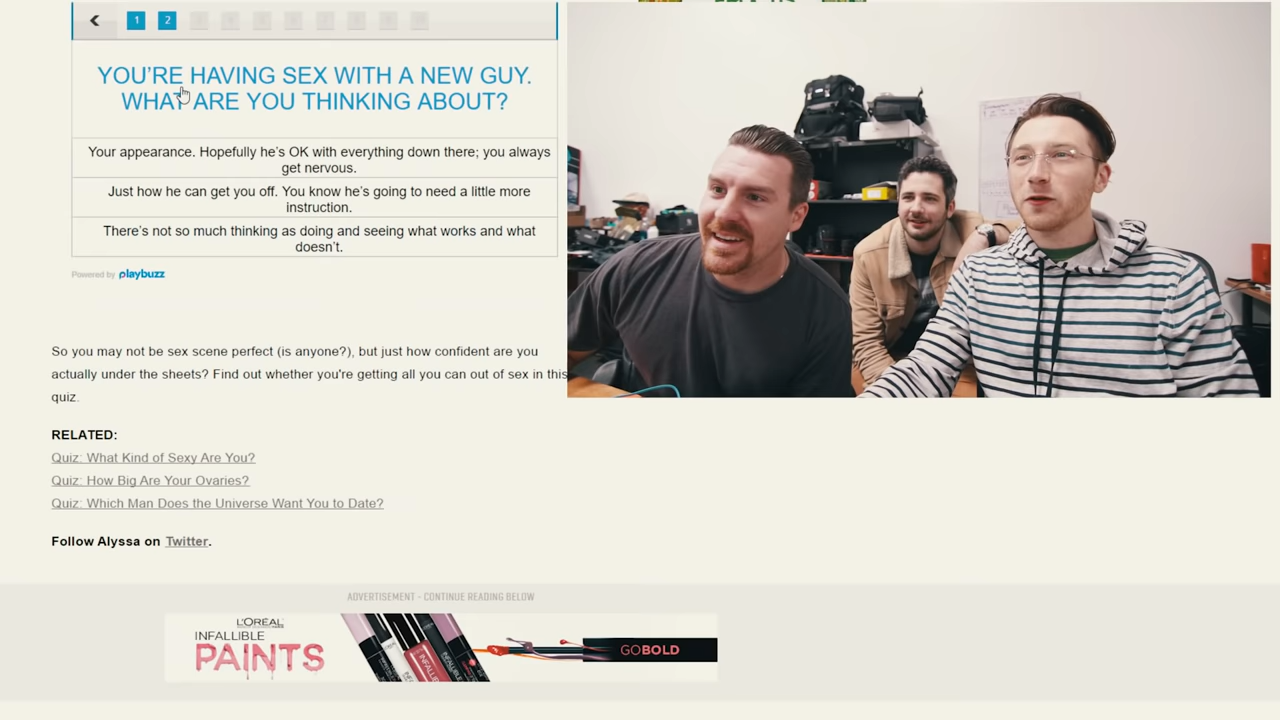 1 2
YOU'RE HAVING SEX WITH A NEW GUY.
WHAT ARE YOU THINKING ABOUT?
Your appearance. Hopefully he's OK with everything down there; you always
get nervous.
Just how he can get you off. You know he's going to need a little more
instruction.
There's not so much thinking as doing and seeing what works and what
doesn't.
Powered by playbuzz
So you may not be sex scene perfect (is anyone?), but just how confident are you
actually under the sheets? Find out whether you're getting all you can out of sex in this
quiz.
RELATED:
Quiz: What Kind of Sexy Are You?
Quiz: How Big Are Your Ovaries?
Quiz: Which Man Does the Universe Want You to Date?
Follow Alyssa on Twitter.
ADVERTISEMENT - CONTINUE READING BELOW
L'ORÉAL
INFALLIBLE
PAINTS
GOBOLD